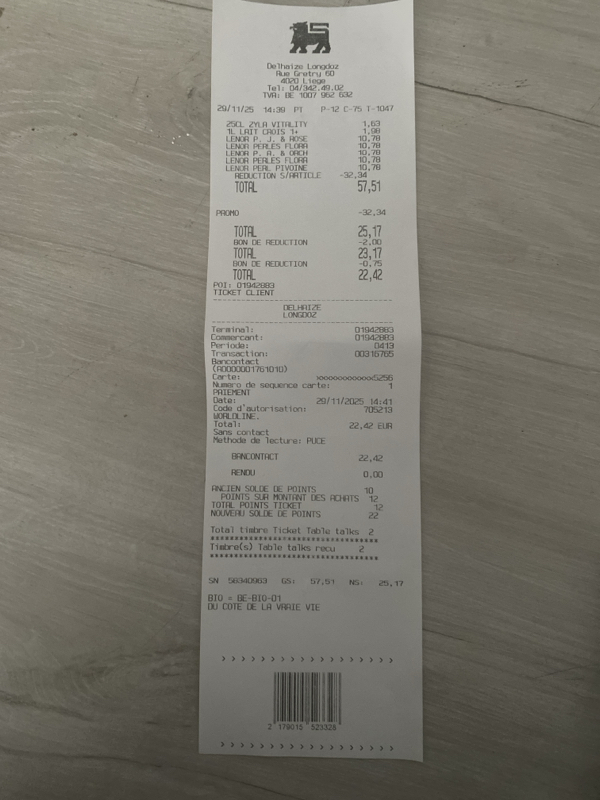 Delhaize Longdoz
Rue Gretry 60
4020 Liege
Tel: 04/342.49.02
TVA: BE 1007 962 632
29/11/25 14:39 PT P-12 C-75 T-1047
25CL ZYLA VITALITY 1,63
1L LAIT CROIS 1+ 1,98
LENOR P. J. & ROSE 10,78
LENOR PERLES FLORA 10,78
LENOR P. A. & ORCH 10,78
LENOR PERLES FLORA 10,78
LENOR PERL PIVOINE 10,78
REDUCTION S/ARTICLE -32,34
TOTAL 57,51
PROMO -32,34
TOTAL 25,17
BON DE REDUCTION -2,00
TOTAL 23,17
BON DE REDUCTION -0,75
TOTAL 22,42
POI: 01942883
TICKET CLIENT
DELHAIZE
LONGDOZ
Terminal: 01942883
Commercant: 01942883
Periode: 0413
Transaction: 00316765
Bancontact
(A0000001761010)
Carte: xxxxxxxxxxxx5256
Numero de sequence carte: 1
PAIEMENT
Date: 29/11/2025 14:41
Code d'autorisation: 705213
WORLDLINE.
Total: 22,42 EUR
Sans contact
Methode de lecture: PUCE
BANCONTACT 22,42
RENDU 0,00
ANCIEN SOLDE DE POINTS 10
POINTS SUR MONTANT DES ACHATS 12
TOTAL POINTS TICKET 12
NOUVEAU SOLDE DE POINTS 22
Total timbre Ticket Table talks 2
************************************
Timbre(s) Table talks recu 2
************************************
SN 56340983 GS: 57,51 NS: 25,17
BIO = BE-BIO-01
DU COTE DE LA VRAIE VIE
> > > > > > > > > > > > > > > > > >
2 179015 523328
> > > > > > > > > > > > > > > > > >